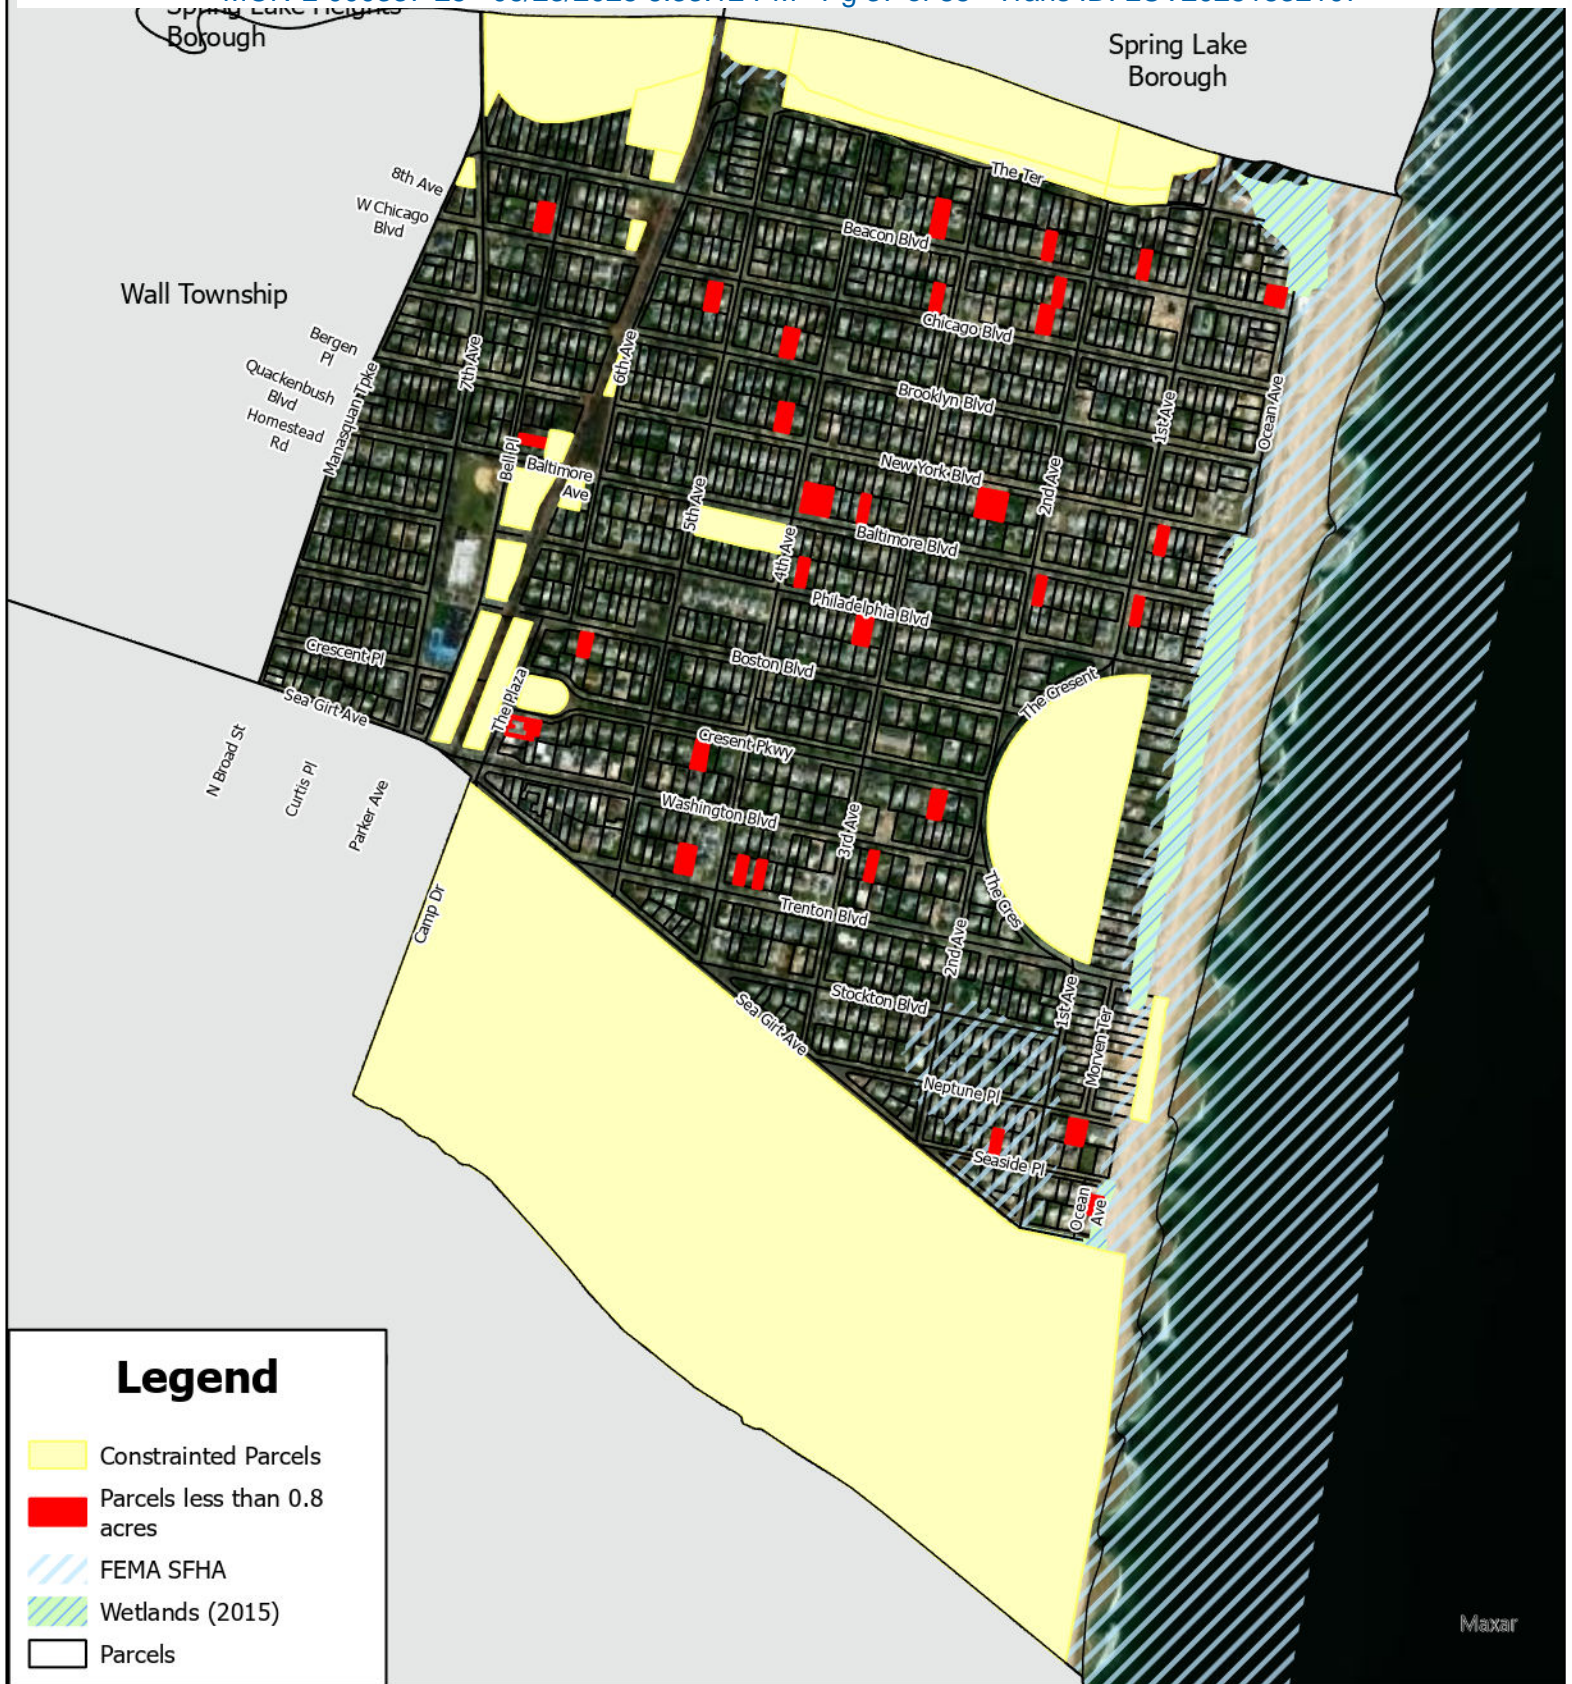 Spring Lake Heights
Borough
Spring Lake
Borough
8th Ave
W Chicago
Blvd
The Ter
Beacon Blvd
Wall Township
Chicago Blvd
Bergen
Pl
6th Ave
7th Ave
Quackenbush
Blvd
Manasquan Tpke
Brooklyn Blvd
1st Ave
Ocean Ave
Homestead
Rd
Bell Pl
Baltimore
Ave
New York Blvd
2nd Ave
5th Ave
4th Ave
Baltimore Blvd
Philadelphia Blvd
Crescent Pl
Boston Blvd
The Cresent
Sea Girt Ave
The Plaza
Cresent Pkwy
N Broad St
Curtis Pl
Parker Ave
Washington Blvd
3rd Ave
The Cres
Trenton Blvd
Camp Dr
2nd Ave
Stockton Blvd
1st Ave
Sea Girt Ave
Morven Ter
Neptune Pl
Seaside Pl
Ocean
Ave
Legend
Constrainted Parcels
Parcels less than 0.8
acres
FEMA SFHA
Wetlands (2015)
Parcels
Maxar